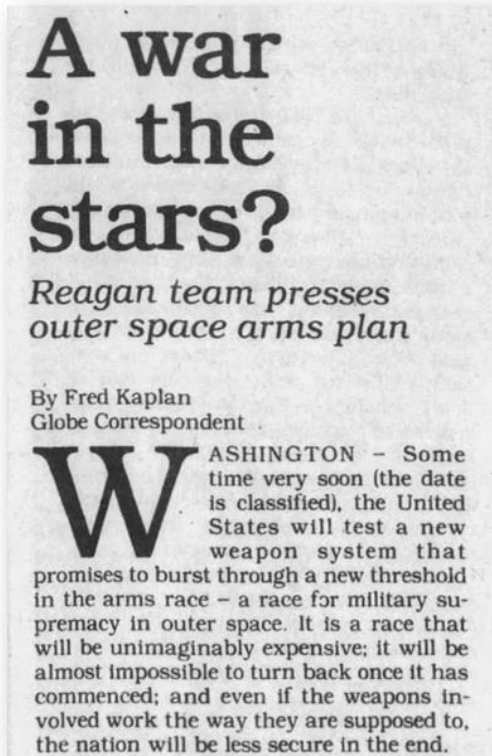 A war
in the
stars?
Reagan team presses
outer space arms plan
By Fred Kaplan
Globe Correspondent
WASHINGTON – Some
time very soon (the date
is classified), the United
States will test a new
weapon system that
promises to burst through a new threshold
in the arms race – a race for military su-
premacy in outer space. It is a race that
will be unimaginably expensive; it will be
almost impossible to turn back once it has
commenced; and even if the weapons in-
volved work the way they are supposed to,
the nation will be less secure in the end.